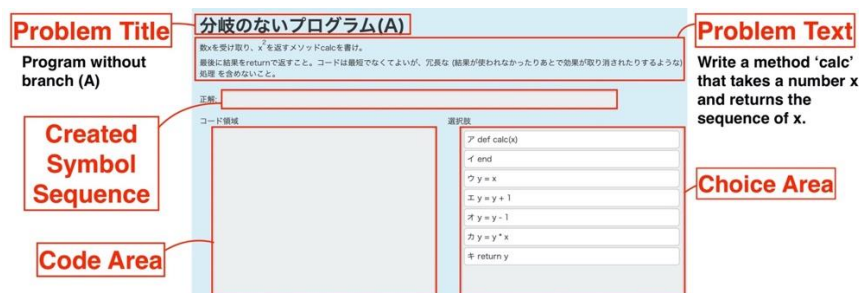 Problem Title
Program without
branch (A)
分岐のないプログラム(A)
数xを受け取り、x²を返すメソッドcalcを書け。
最後に結果をreturnで返すこと。コードは最短でなくてよいが、冗長な (結果が使われなかったりあとで効果が取り消されたりするような)
処理 を含めないこと。
Problem Text
Write a method ‘calc’
that takes a number x
and returns the
sequence of x.
正解:
Created
Symbol
Sequence
コード領域
Code Area
選択肢
ア def calc(x)
イ end
ウ y = x
エ y = y + 1
オ y = y - 1
カ y = y * x
キ return y
Choice Area